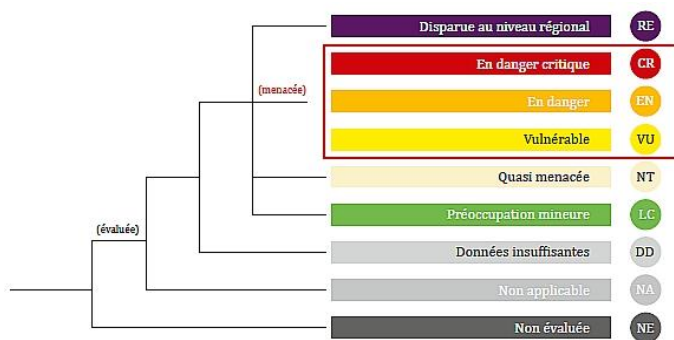 Disparue au niveau régional RE
En danger critique CR
(menacée)
En danger EN
Vulnérable VU
Quasi menacée NT
Préoccupation mineure LC
(évaluée)
Données insuffisantes DD
Non applicable NA
Non évaluée NE